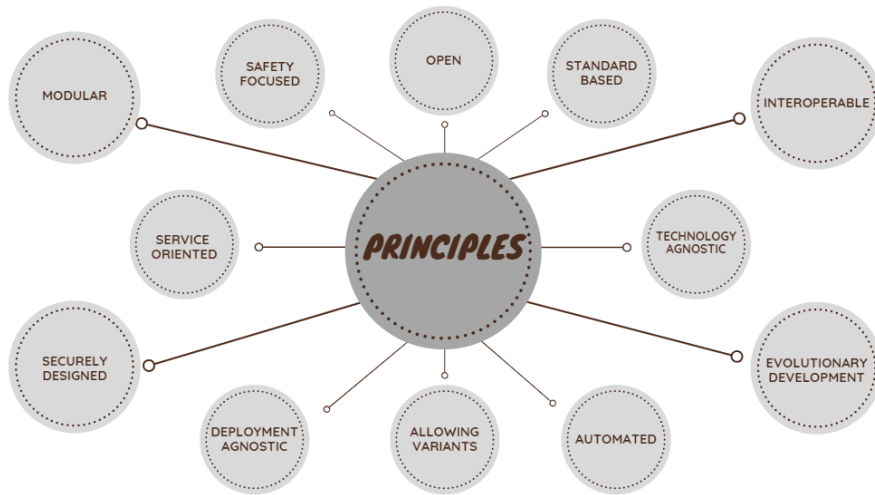 MODULAR
SAFETY
FOCUSED
OPEN
STANDARD
BASED
INTEROPERABLE
SERVICE
ORIENTED
PRINCIPLES
TECHNOLOGY
AGNOSTIC
SECURELY
DESIGNED
EVOLUTIONARY
DEVELOPMENT
DEPLOYMENT
AGNOSTIC
ALLOWING
VARIANTS
AUTOMATED